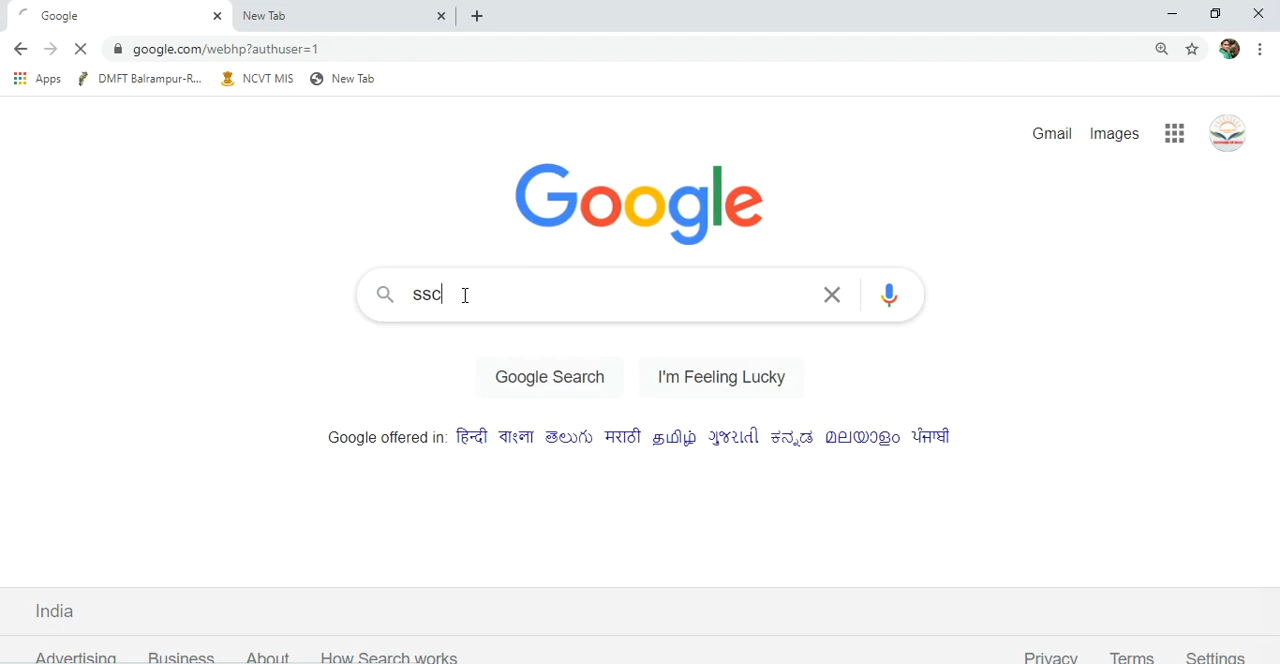 Google
New Tab
google.com/webhp?authuser=1
Apps DMFT Balrampur-R... NCVT MIS New Tab
Gmail Images
Google
ssc
Google Search I'm Feeling Lucky
Google offered in: हिन्दी বাংলা తెలుగు मराठी தமிழ் ગુજરાતી ಕನ್ನಡ മലയാളം ਪੰਜਾਬੀ
India
Advertising Business About How Search works Privacy Terms Settings